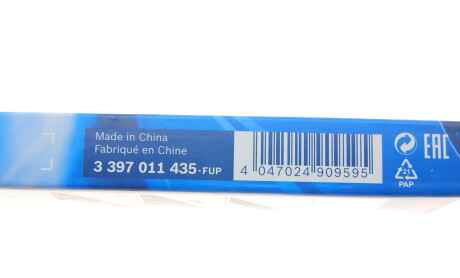 Made in China
Fabriqué en Chine
3 397 011 435-FUP
4 047024 909595
EAC
21
PAP